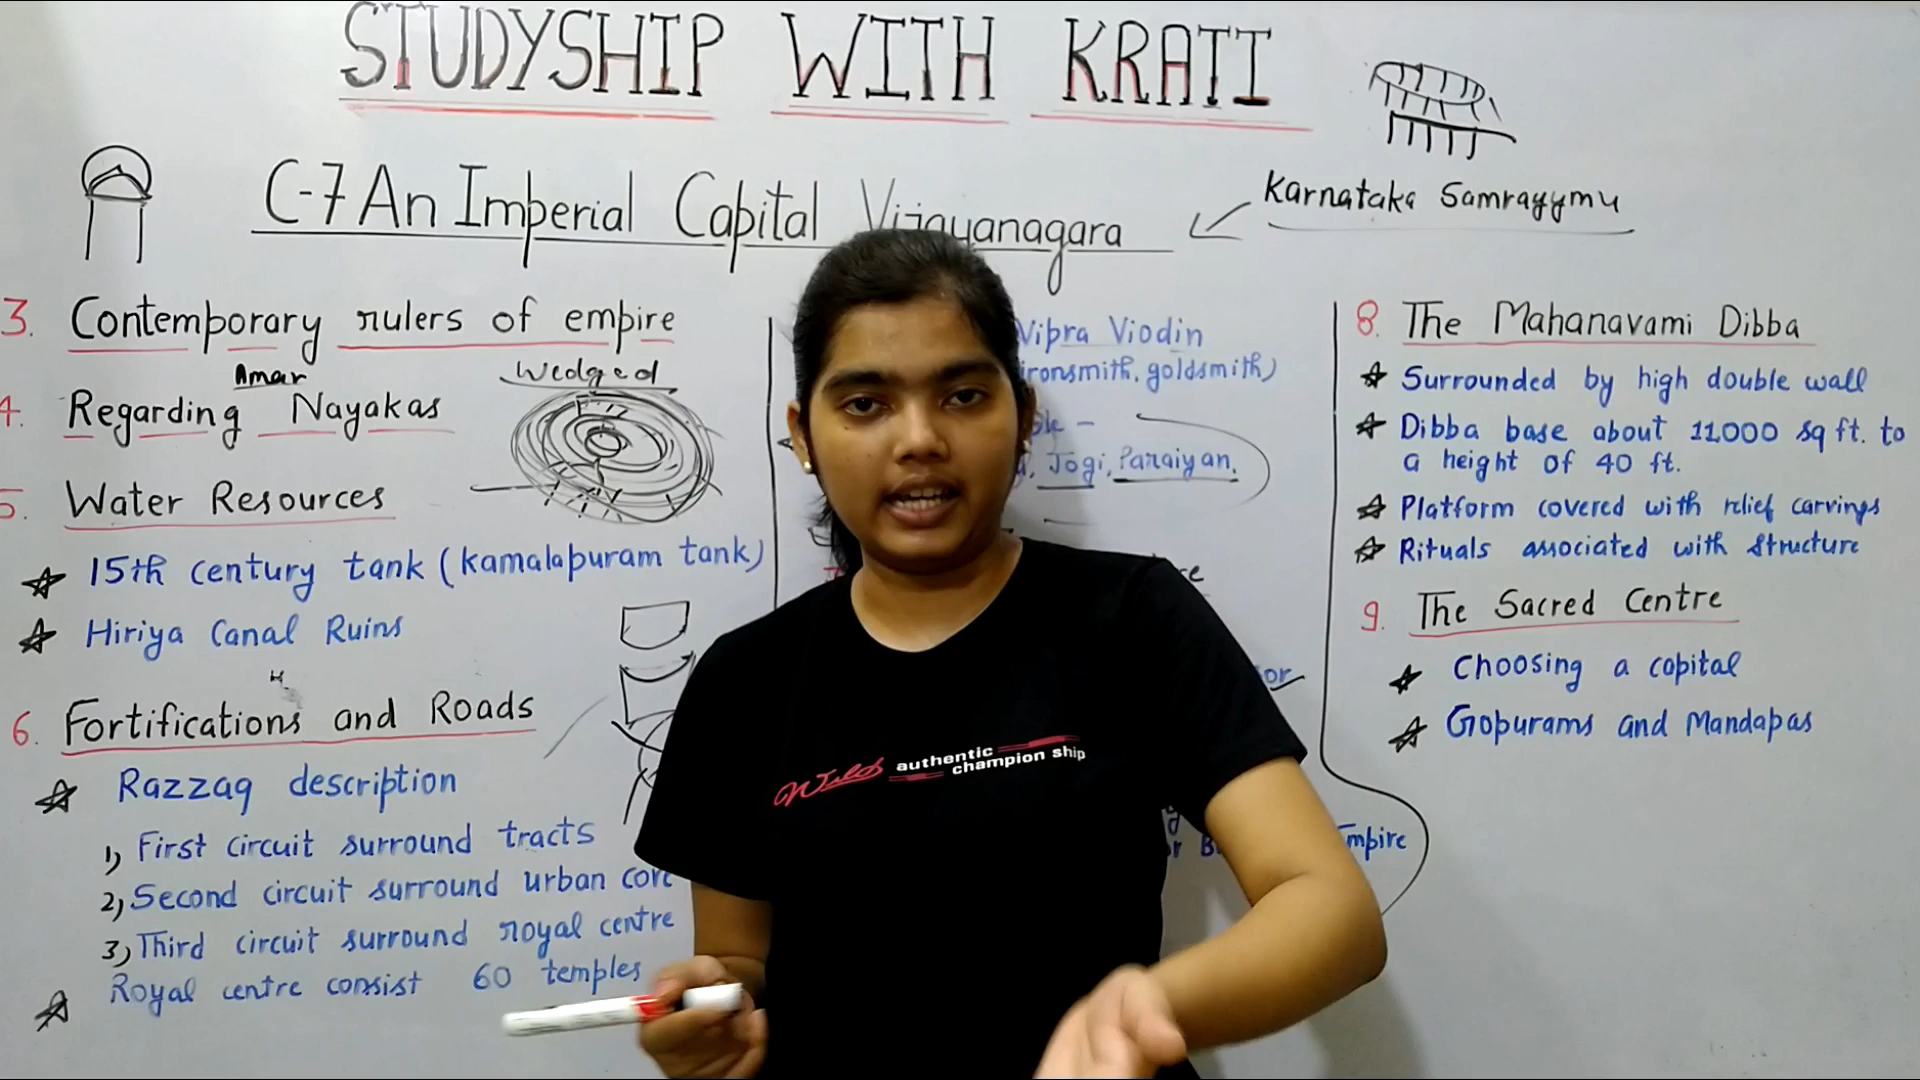 STUDYSHIP WITH KRATI
C-7 An Imperial Capital Vijayanagara
Karnataka Samrayymu
3. Contemporary rulers of empire
Amar
4. Regarding Nayakas
Wedged
5. Water Resources
15th century tank (Kamalapuram tank)
Hiriya Canal Ruins
6. Fortifications and Roads
Razzaq description
1) First circuit surround tracts
2) Second circuit surround urban core
3) Third circuit surround royal centre
Royal centre consist 60 temples
Vipra Viodin
ironsmith, goldsmith)
Jogi, Paraiyan.
Empire
8. The Mahanavami Dibba
Surrounded by high double wall
Dibba base about 11000 sq ft. to
a height of 40 ft.
Platform covered with relief carvings
Rituals associated with structure
9. The Sacred Centre
Choosing a capital
Gopurams and Mandapas
Wild authentic
champion ship